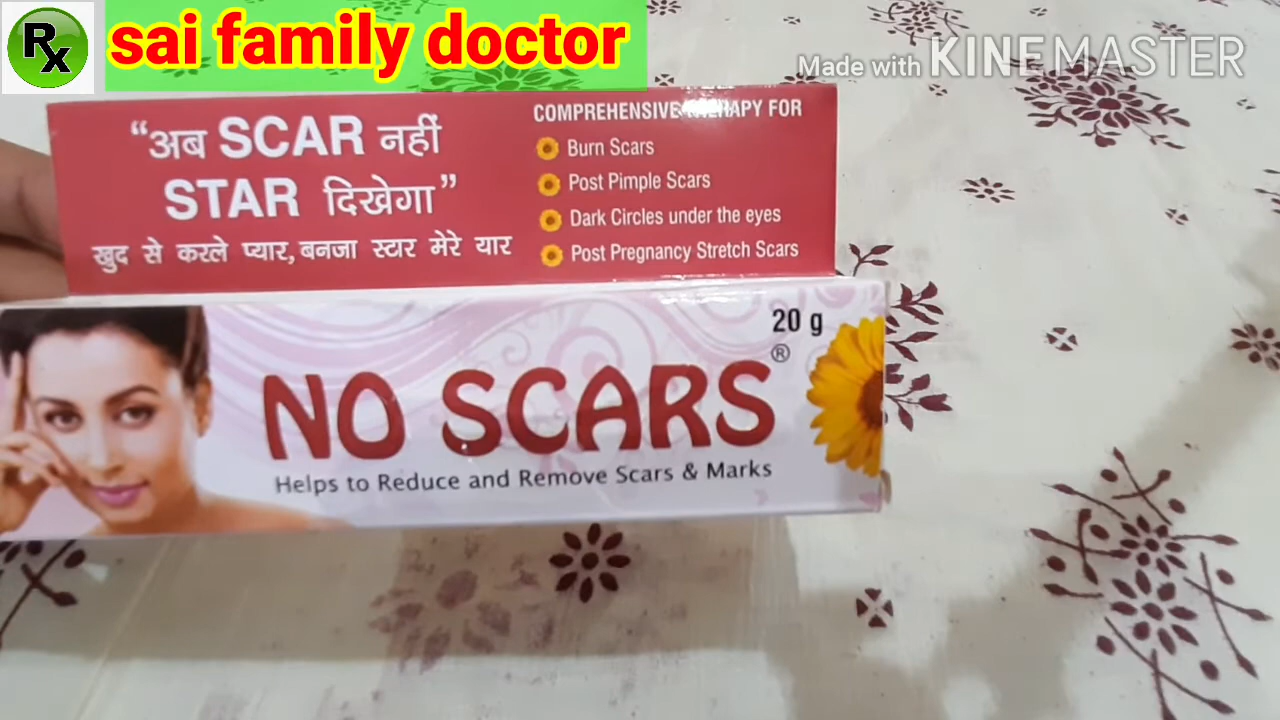 Rx
sai family doctor
Made with KINEMASTER
“अब SCAR नहीं
STAR दिखेगा”
खुद से करले प्यार, बनजा स्टार मेरे यार
COMPREHENSIVE THERAPY FOR
Burn Scars
Post Pimple Scars
Dark Circles under the eyes
Post Pregnancy Stretch Scars
20 g
NO SCARS®
Helps to Reduce and Remove Scars & Marks